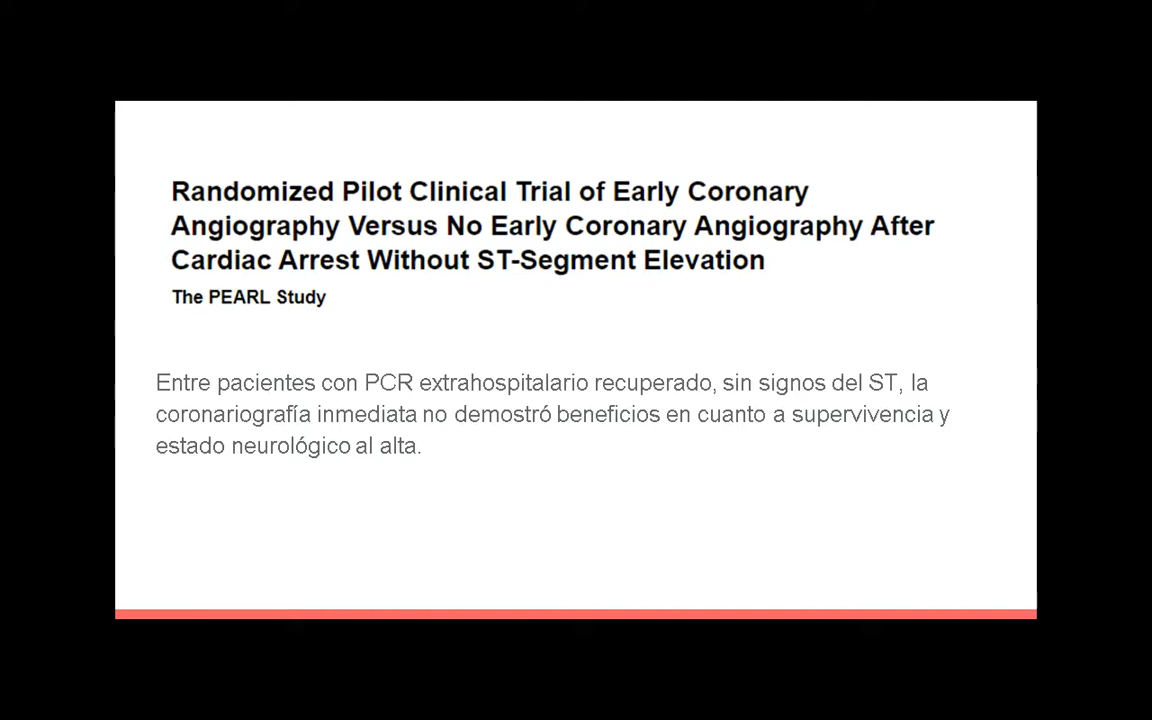 Randomized Pilot Clinical Trial of Early Coronary
Angiography Versus No Early Coronary Angiography After
Cardiac Arrest Without ST-Segment Elevation
The PEARL Study
Entre pacientes con PCR extrahospitalario recuperado, sin signos del ST, la
coronariografía inmediata no demostró beneficios en cuanto a supervivencia y
estado neurológico al alta.